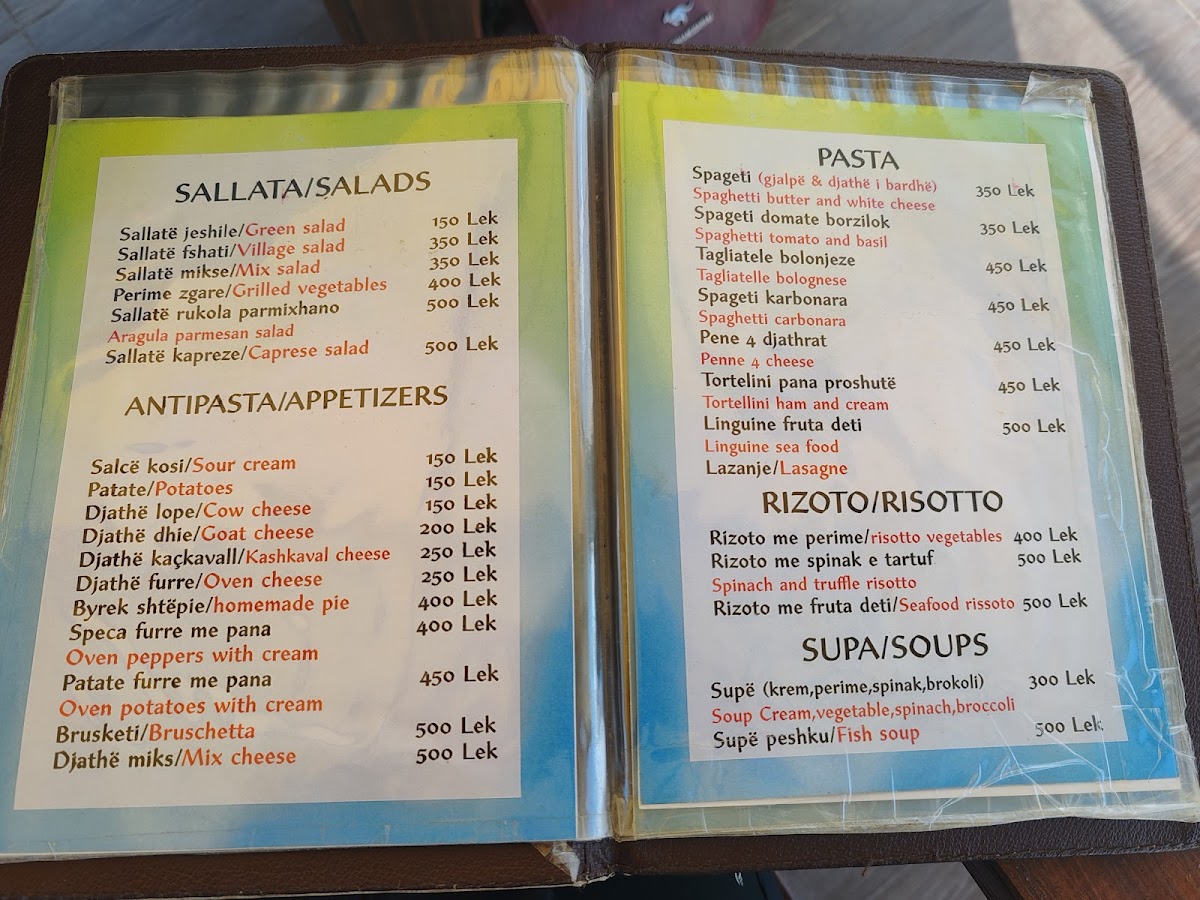 SALLATA/SALADS
Sallatë jeshile/Green salad 150 Lek
Sallatë fshati/Village salad 350 Lek
Sallatë mikse/Mix salad 350 Lek
Perime zgare/Grilled vegetables 400 Lek
Sallatë rukola parmixhano 500 Lek
Aragula parmesan salad
Sallatë kapreze/Caprese salad 500 Lek
ANTIPASTA/APPETIZERS
Salcë kosi/Sour cream 150 Lek
Patate/Potatoes 150 Lek
Djathë lope/Cow cheese 150 Lek
Djathë dhie/Goat cheese 200 Lek
Djathë kaçkavall/Kashkaval cheese 250 Lek
Djathë furre/Oven cheese 250 Lek
Byrek shtëpie/homemade pie 400 Lek
Speca furre me pana 400 Lek
Oven peppers with cream
Patate furre me pana 450 Lek
Oven potatoes with cream
Brusketi/Bruschetta 500 Lek
Djathë miks/Mix cheese 500 Lek
PASTA
Spageti (gjalpë & djathë i bardhë) 350 Lek
Spaghetti butter and white cheese
Spageti domate borzilok 350 Lek
Spaghetti tomato and basil
Tagliatele bolonjeze 450 Lek
Tagliatelle bolognese
Spageti karbonara 450 Lek
Spaghetti carbonara
Pene 4 djathrat 450 Lek
Penne 4 cheese
Tortelini pana proshutë 450 Lek
Tortellini ham and cream
Linguine fruta deti 500 Lek
Linguine sea food
Lazanje/Lasagne
RIZOTO/RISOTTO
Rizoto me perime/risotto vegetables 400 Lek
Rizoto me spinak e tartuf 500 Lek
Spinach and truffle risotto
Rizoto me fruta deti/Seafood rissoto 500 Lek
SUPA/SOUPS
Supë (krem,perime,spinak,brokoli) 300 Lek
Soup Cream,vegetable,spinach,broccoli
Supë peshku/Fish soup 500 Lek